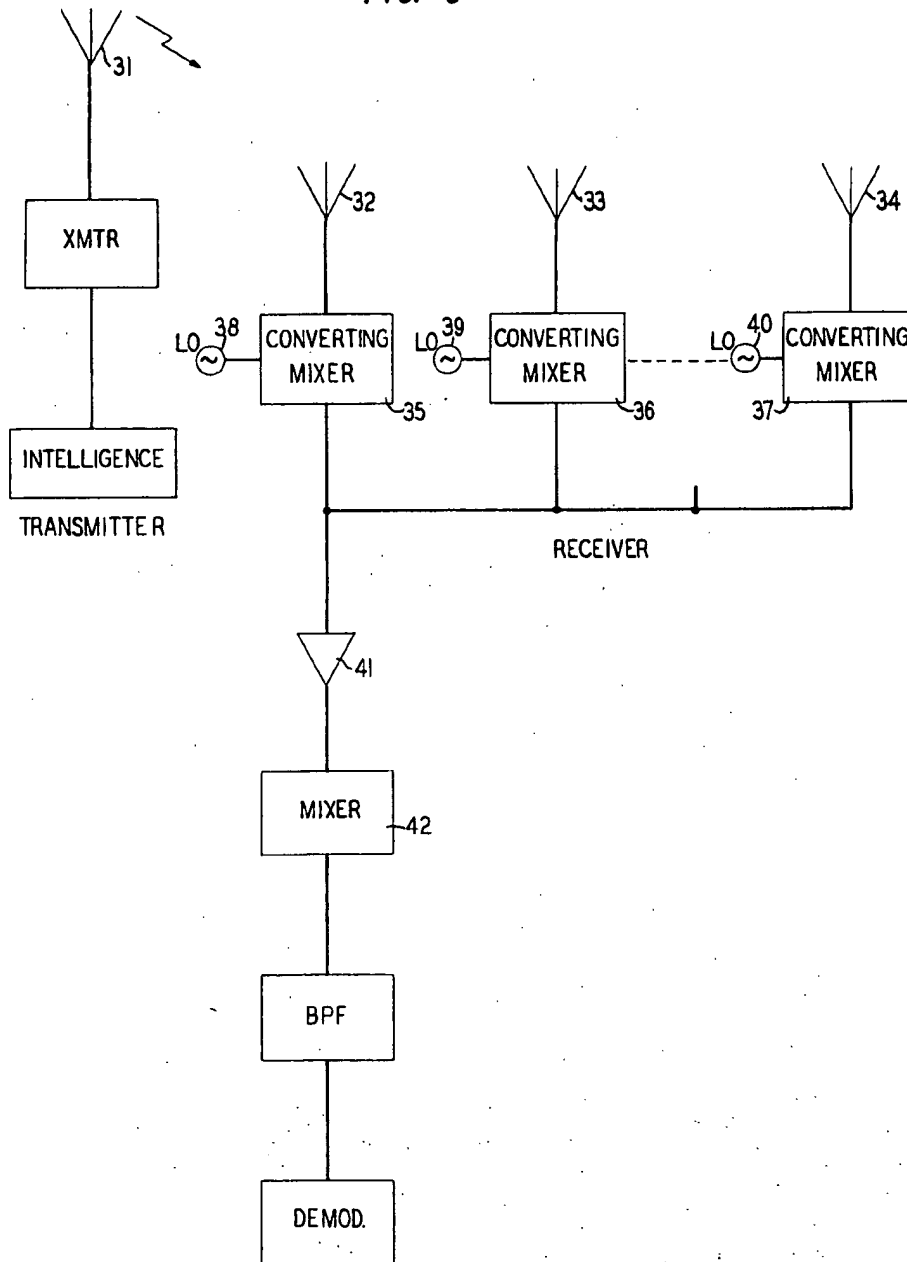 31
XMTR
INTELLIGENCE
TRANSMITTER
32
33
34
LO 38
CONVERTING
MIXER
35
LO 39
CONVERTING
MIXER
36
LO 40
CONVERTING
MIXER
37
RECEIVER
41
MIXER
42
BPF
DEMOD.